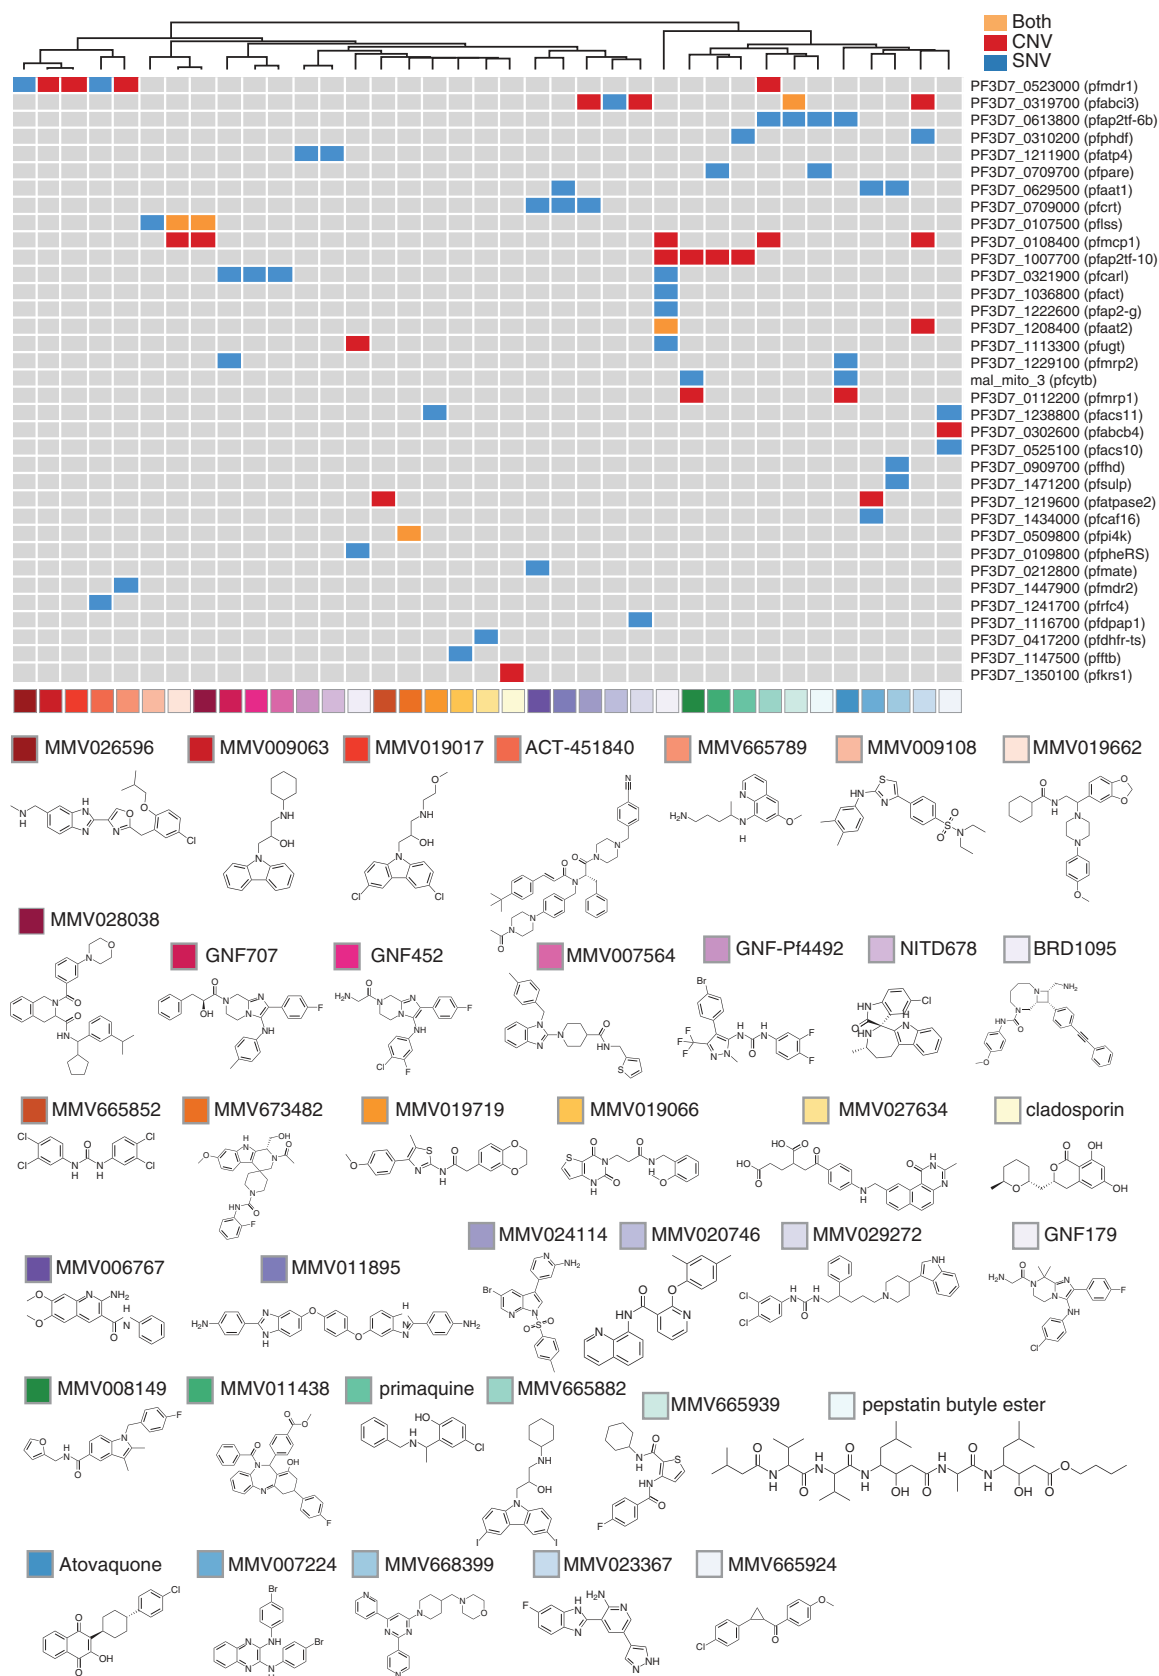 Both
CNV
SNV
PF3D7_0523000 (pfmdr1)
PF3D7_0319700 (pfabci3)
PF3D7_0613800 (pfap2tf-6b)
PF3D7_0310200 (pfphdf)
PF3D7_1211900 (pfatp4)
PF3D7_0709700 (pfpare)
PF3D7_0629500 (pfaat1)
PF3D7_0709000 (pfcrt)
PF3D7_0107500 (pflss)
PF3D7_0108400 (pfmcp1)
PF3D7_1007700 (pfap2tf-10)
PF3D7_0321900 (pfcarl)
PF3D7_1036800 (pfact)
PF3D7_1222600 (pfap2-g)
PF3D7_1208400 (pfaat2)
PF3D7_1113300 (pfugt)
PF3D7_1229100 (pfmrp2)
mal_mito_3 (pfcytb)
PF3D7_0112200 (pfmrp1)
PF3D7_1238800 (pfacs11)
PF3D7_0302600 (pfabcb4)
PF3D7_0525100 (pfacs10)
PF3D7_0909700 (pffhd)
PF3D7_1471200 (pfsulp)
PF3D7_1219600 (pfatpase2)
PF3D7_1434000 (pfcaf16)
PF3D7_0509800 (pfpi4k)
PF3D7_0109800 (pfpheRS)
PF3D7_0212800 (pfmate)
PF3D7_1447900 (pfmdr2)
PF3D7_1241700 (pfrfc4)
PF3D7_1116700 (pfdpap1)
PF3D7_0417200 (pfdhfr-ts)
PF3D7_1147500 (pfftb)
PF3D7_1350100 (pfkrs1)
MMV026596 MMV009063 MMV019017 ACT-451840 MMV665789 MMV009108 MMV019662
MMV028038
GNF707 GNF452 MMV007564 GNF-Pf4492 NITD678 BRD1095
MMV665852 MMV673482 MMV019719 MMV019066 MMV027634 cladosporin
MMV024114 MMV020746 MMV029272 GNF179
MMV006767 MMV011895
MMV008149 MMV011438 primaquine MMV665882
MMV665939 pepstatin butyle ester
Atovaquone MMV007224 MMV668399 MMV023367 MMV665924